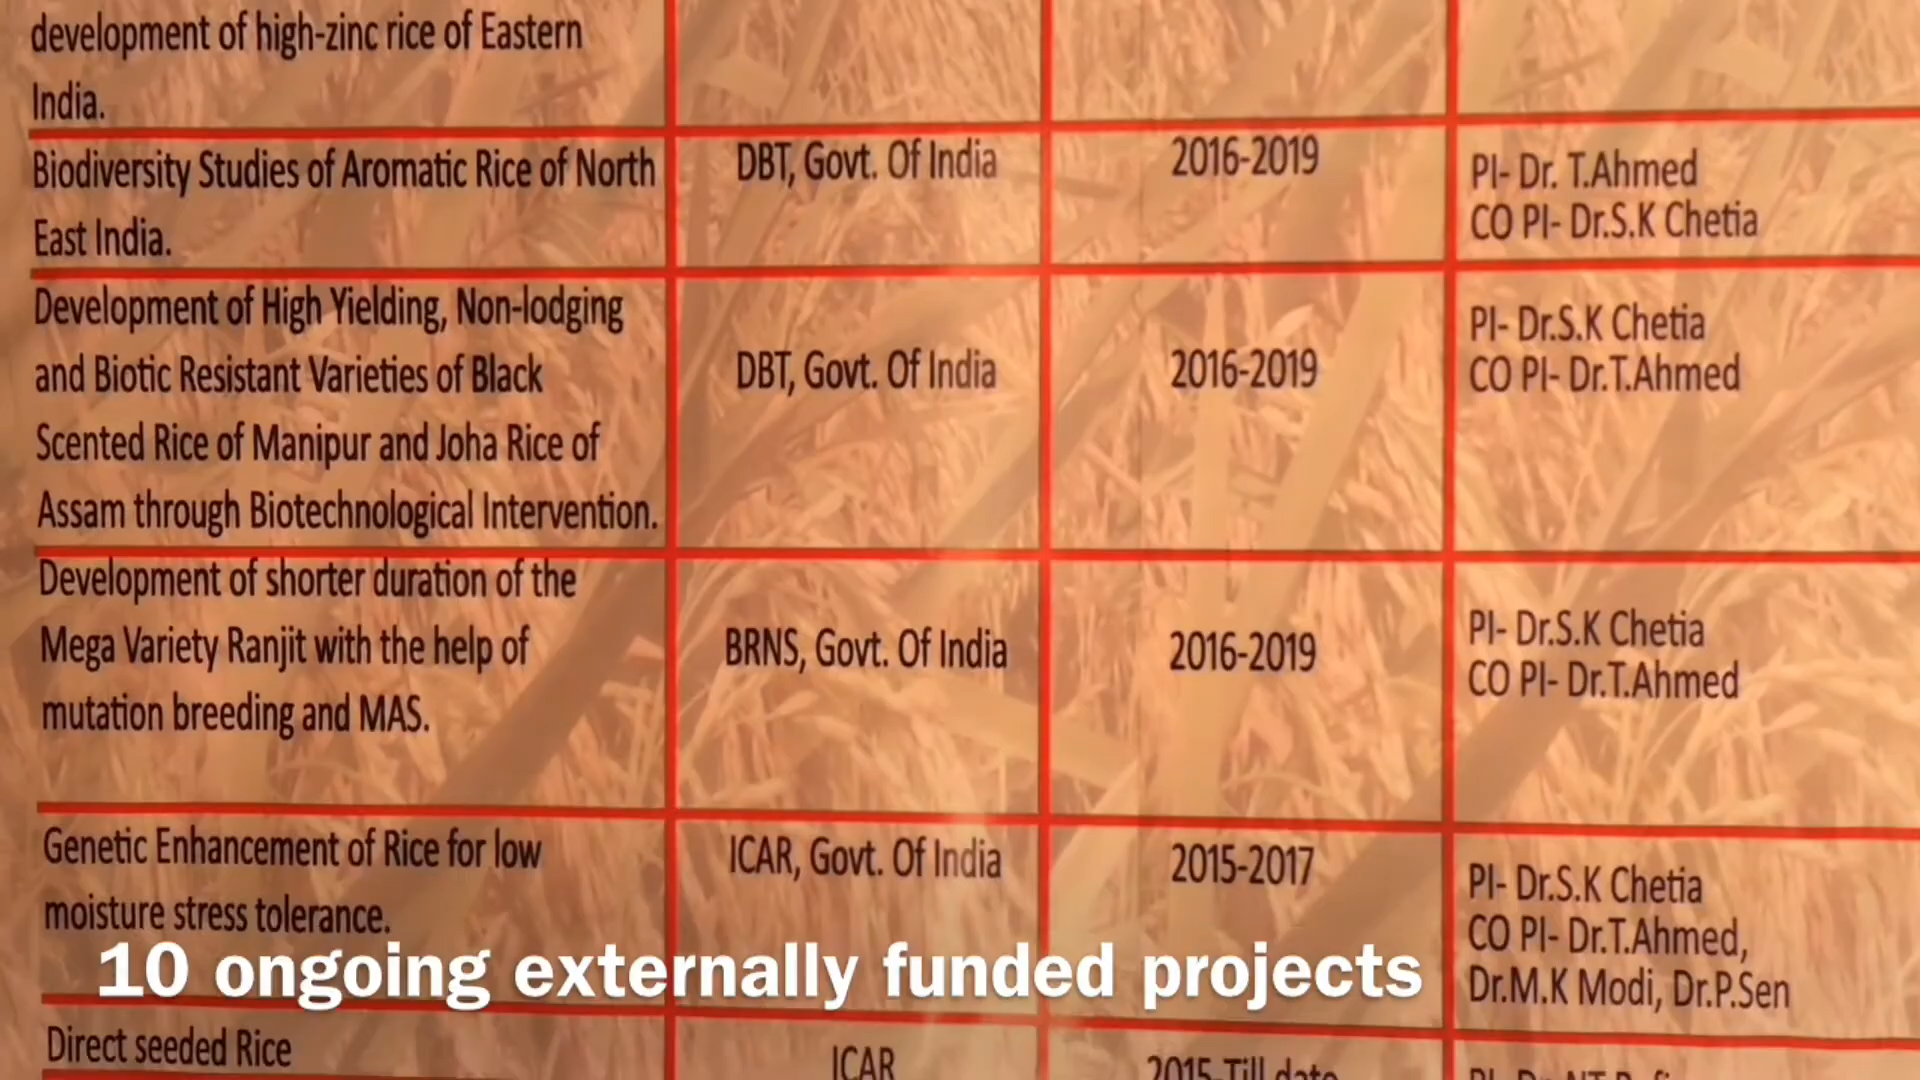 development of high-zinc rice of Eastern
India.
Biodiversity Studies of Aromatic Rice of North
East India.
DBT, Govt. Of India
2016-2019
PI- Dr. T.Ahmed
CO PI- Dr.S.K Chetia
Development of High Yielding, Non-lodging
and Biotic Resistant Varieties of Black
Scented Rice of Manipur and Joha Rice of
Assam through Biotechnological Intervention.
DBT, Govt. Of India
2016-2019
PI- Dr.S.K Chetia
CO PI- Dr.T.Ahmed
Development of shorter duration of the
Mega Variety Ranjit with the help of
mutation breeding and MAS.
BRNS, Govt. Of India
2016-2019
PI- Dr.S.K Chetia
CO PI- Dr.T.Ahmed
Genetic Enhancement of Rice for low
moisture stress tolerance.
ICAR, Govt. Of India
2015-2017
PI- Dr.S.K Chetia
CO PI- Dr.T.Ahmed,
Dr.M.K Modi, Dr.P.Sen
10 ongoing externally funded projects
Direct seeded Rice
ICAR
2015-Till date